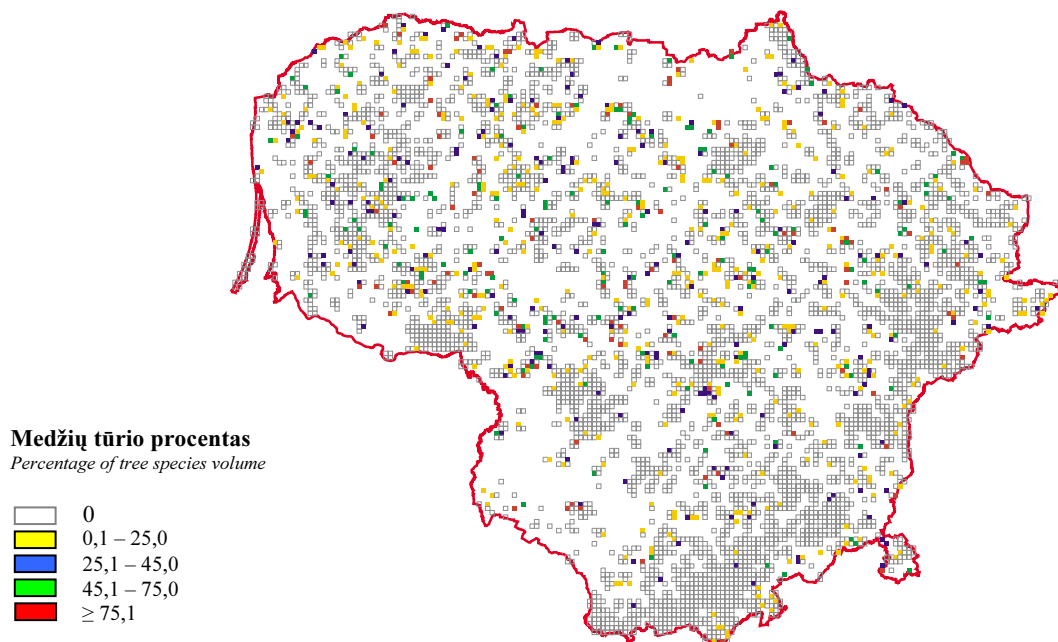 Medžių tūrio procentas
Percentage of tree species volume
0
0,1 – 25,0
25,1 – 45,0
45,1 – 75,0
≥ 75,1